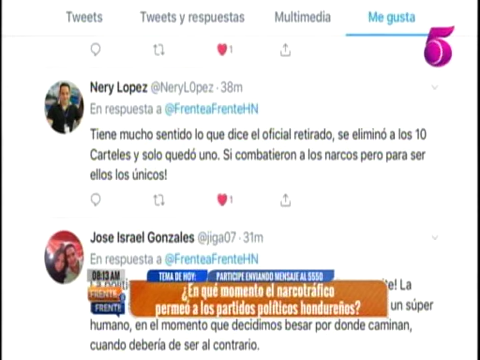 Tweets
Tweets y respuestas
Multimedia
Me gusta
5
1
Nery Lopez @NeryL0pez · 38m
En respuesta a @FrenteaFrenteHN
Tiene mucho sentido lo que dice el oficial retirado, se eliminó a los 10
Carteles y solo quedó uno. Si combatieron a los narcos pero para ser
ellos los únicos!
1
Jose Israel Gonzales @jiga07 · 31m
En respuesta a @FrenteaFrenteHN
08:13 AM
TEMA DE HOY:
PARTICIPE ENVIANDO MENSAJE AL 5550
FRENTE
FRENTE
¿En qué momento el narcotráfico
permeó a los partidos políticos hondureños?
te! La
un súper
humano, en el momento que decidimos besar por donde caminan,
cuando debería de ser al contrario.